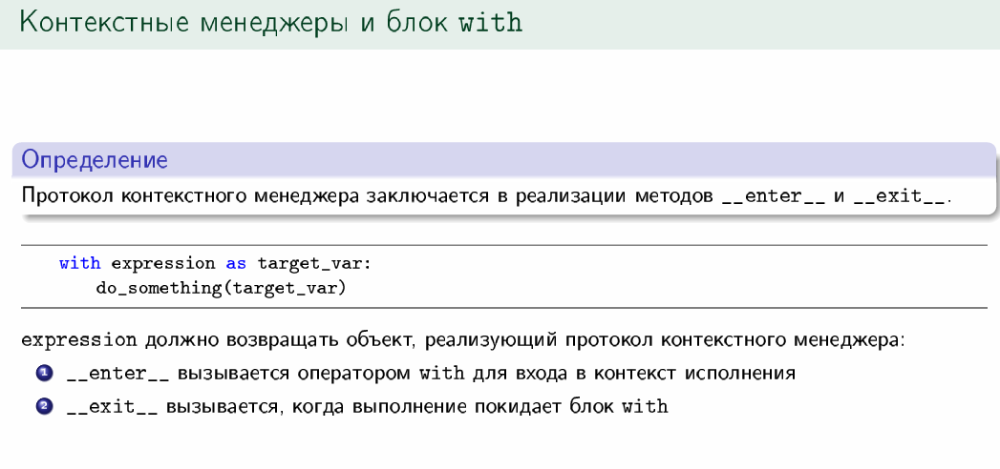 Контекстные менеджеры и блок with
Определение
Протокол контекстного менеджера заключается в реализации методов __enter__ и __exit__.
with expression as target_var:
do_something(target_var)
expression должно возвращать объект, реализующий протокол контекстного менеджера:
1 __enter__ вызывается оператором with для входа в контекст исполнения
2 __exit__ вызывается, когда выполнение покидает блок with